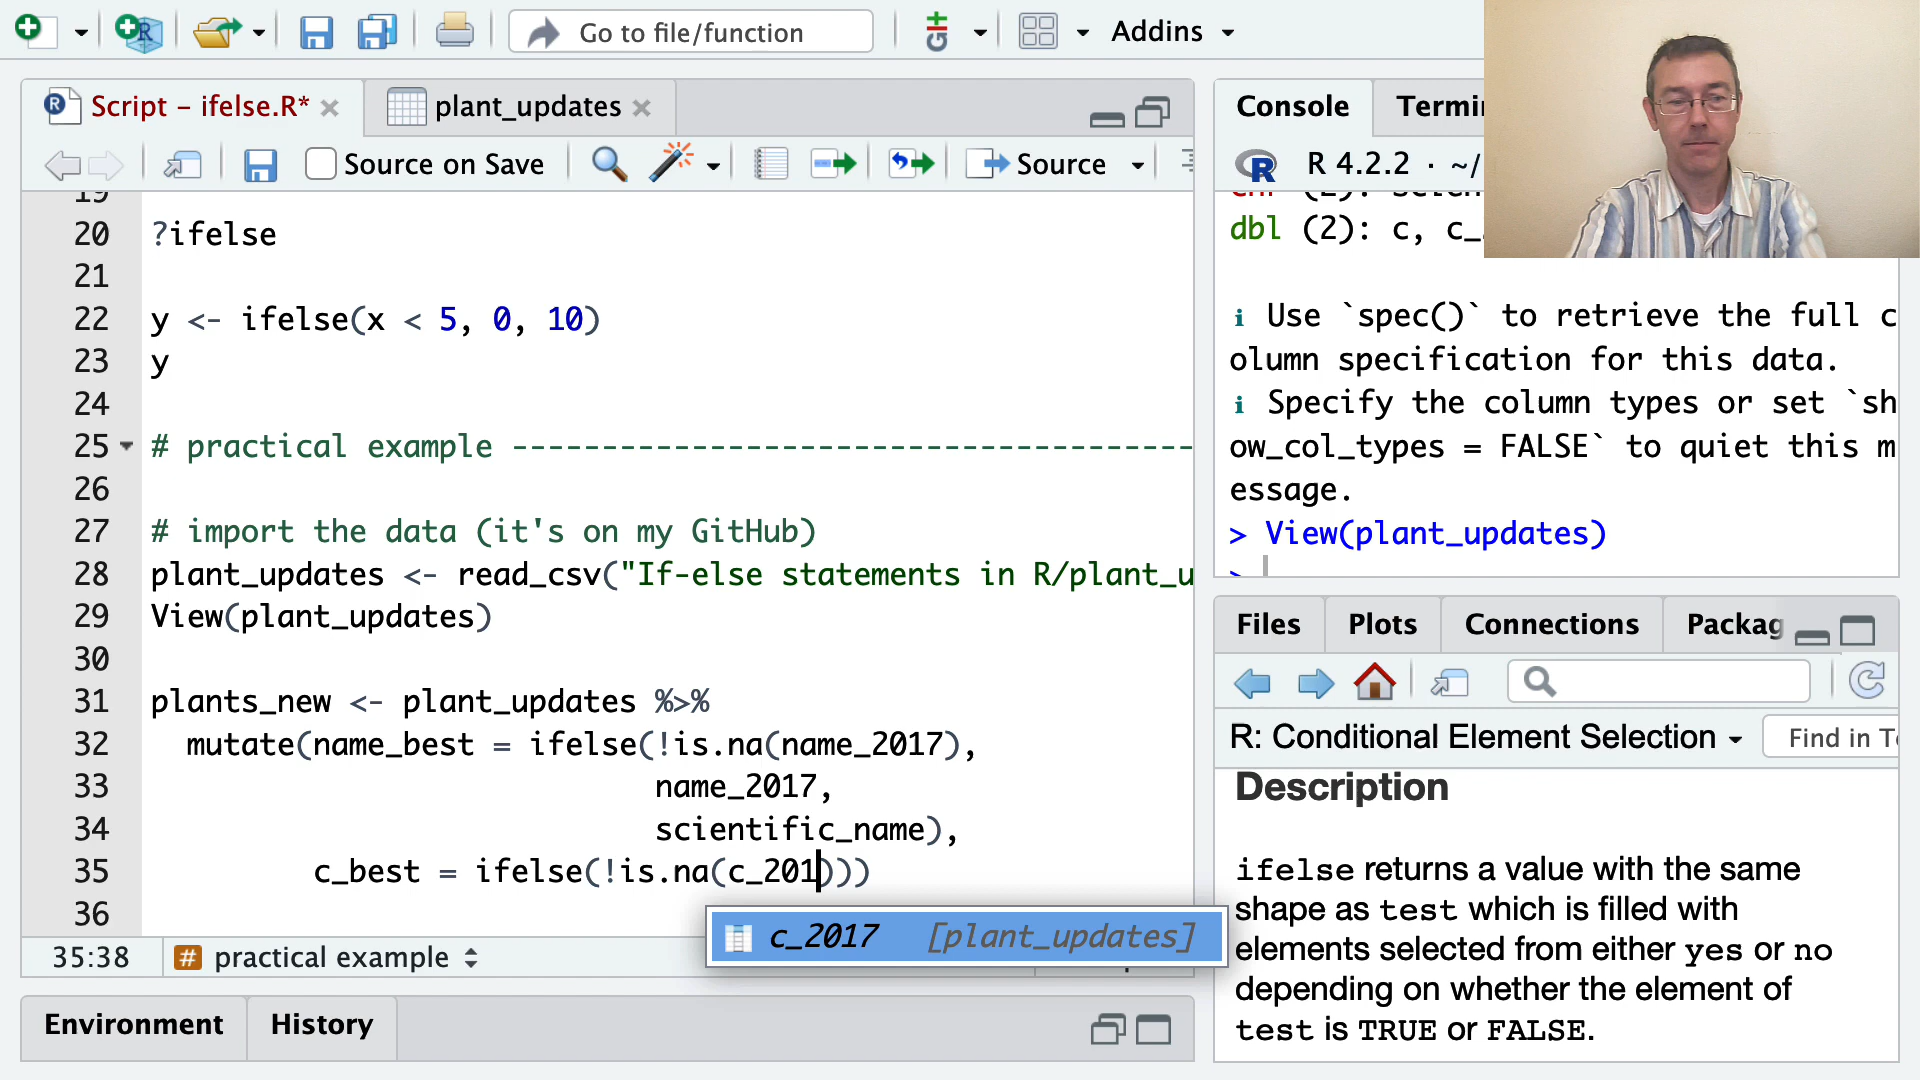 Go to file/function
Addins
Script - ifelse.R*
plant_updates
Source on Save
Source
19
20 ?ifelse
21
22 y <- ifelse(x < 5, 0, 10)
23 y
24
25 # practical example ---------------------------------------
26
27 # import the data (it's on my GitHub)
28 plant_updates <- read_csv("If-else statements in R/plant_u
29 View(plant_updates)
30
31 plants_new <- plant_updates %>%
32 mutate(name_best = ifelse(!is.na(name_2017),
33 name_2017,
34 scientific_name),
35 c_best = ifelse(!is.na(c_201)))
36
c_2017 [plant_updates]
35:38 # practical example
Environment
History
Console
Termin
R 4.2.2 · ~/
dbl (2): c, c_
i Use `spec()` to retrieve the full c
olumn specification for this data.
i Specify the column types or set `sh
ow_col_types = FALSE` to quiet this m
essage.
> View(plant_updates)
>
Files
Plots
Connections
Packag
R: Conditional Element Selection
Find in To
Description
ifelse returns a value with the same
shape as test which is filled with
elements selected from either yes or no
depending on whether the element of
test is TRUE or FALSE.